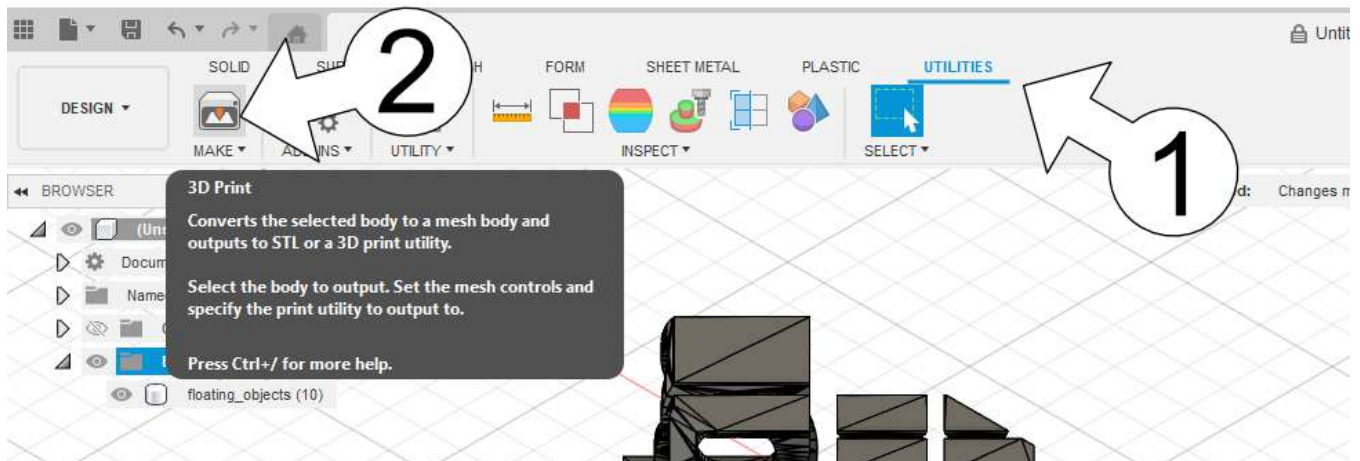 Untit
2
SOLID
FORM
SHEET METAL
PLASTIC
UTILITIES
DESIGN
1
MAKE
UTILITY
INSPECT
SELECT
BROWSER
3D Print
d:
Changes m
Converts the selected body to a mesh body and
outputs to STL or a 3D print utility.
(Uns
Docum
Select the body to output. Set the mesh controls and
specify the print utility to output to.
Name
Press Ctrl+/ for more help.
floating_objects (10)